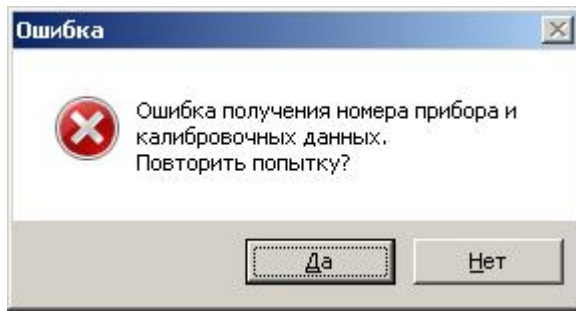 Ошибка
Ошибка получения номера прибора и
калибровочных данных.
Повторить попытку?
Да
Нет